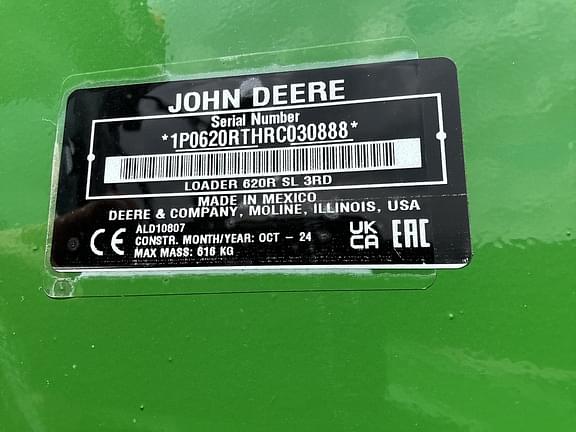 JOHN DEERE
Serial Number
*1P0620RTHRC030888*
LOADER 620R SL 3RD
MADE IN MEXICO
DEERE & COMPANY, MOLINE, ILLINOIS, USA
CE ALD10807
CONSTR. MONTH/YEAR: OCT - 24
MAX MASS: 616 KG
UK
CA
EAC